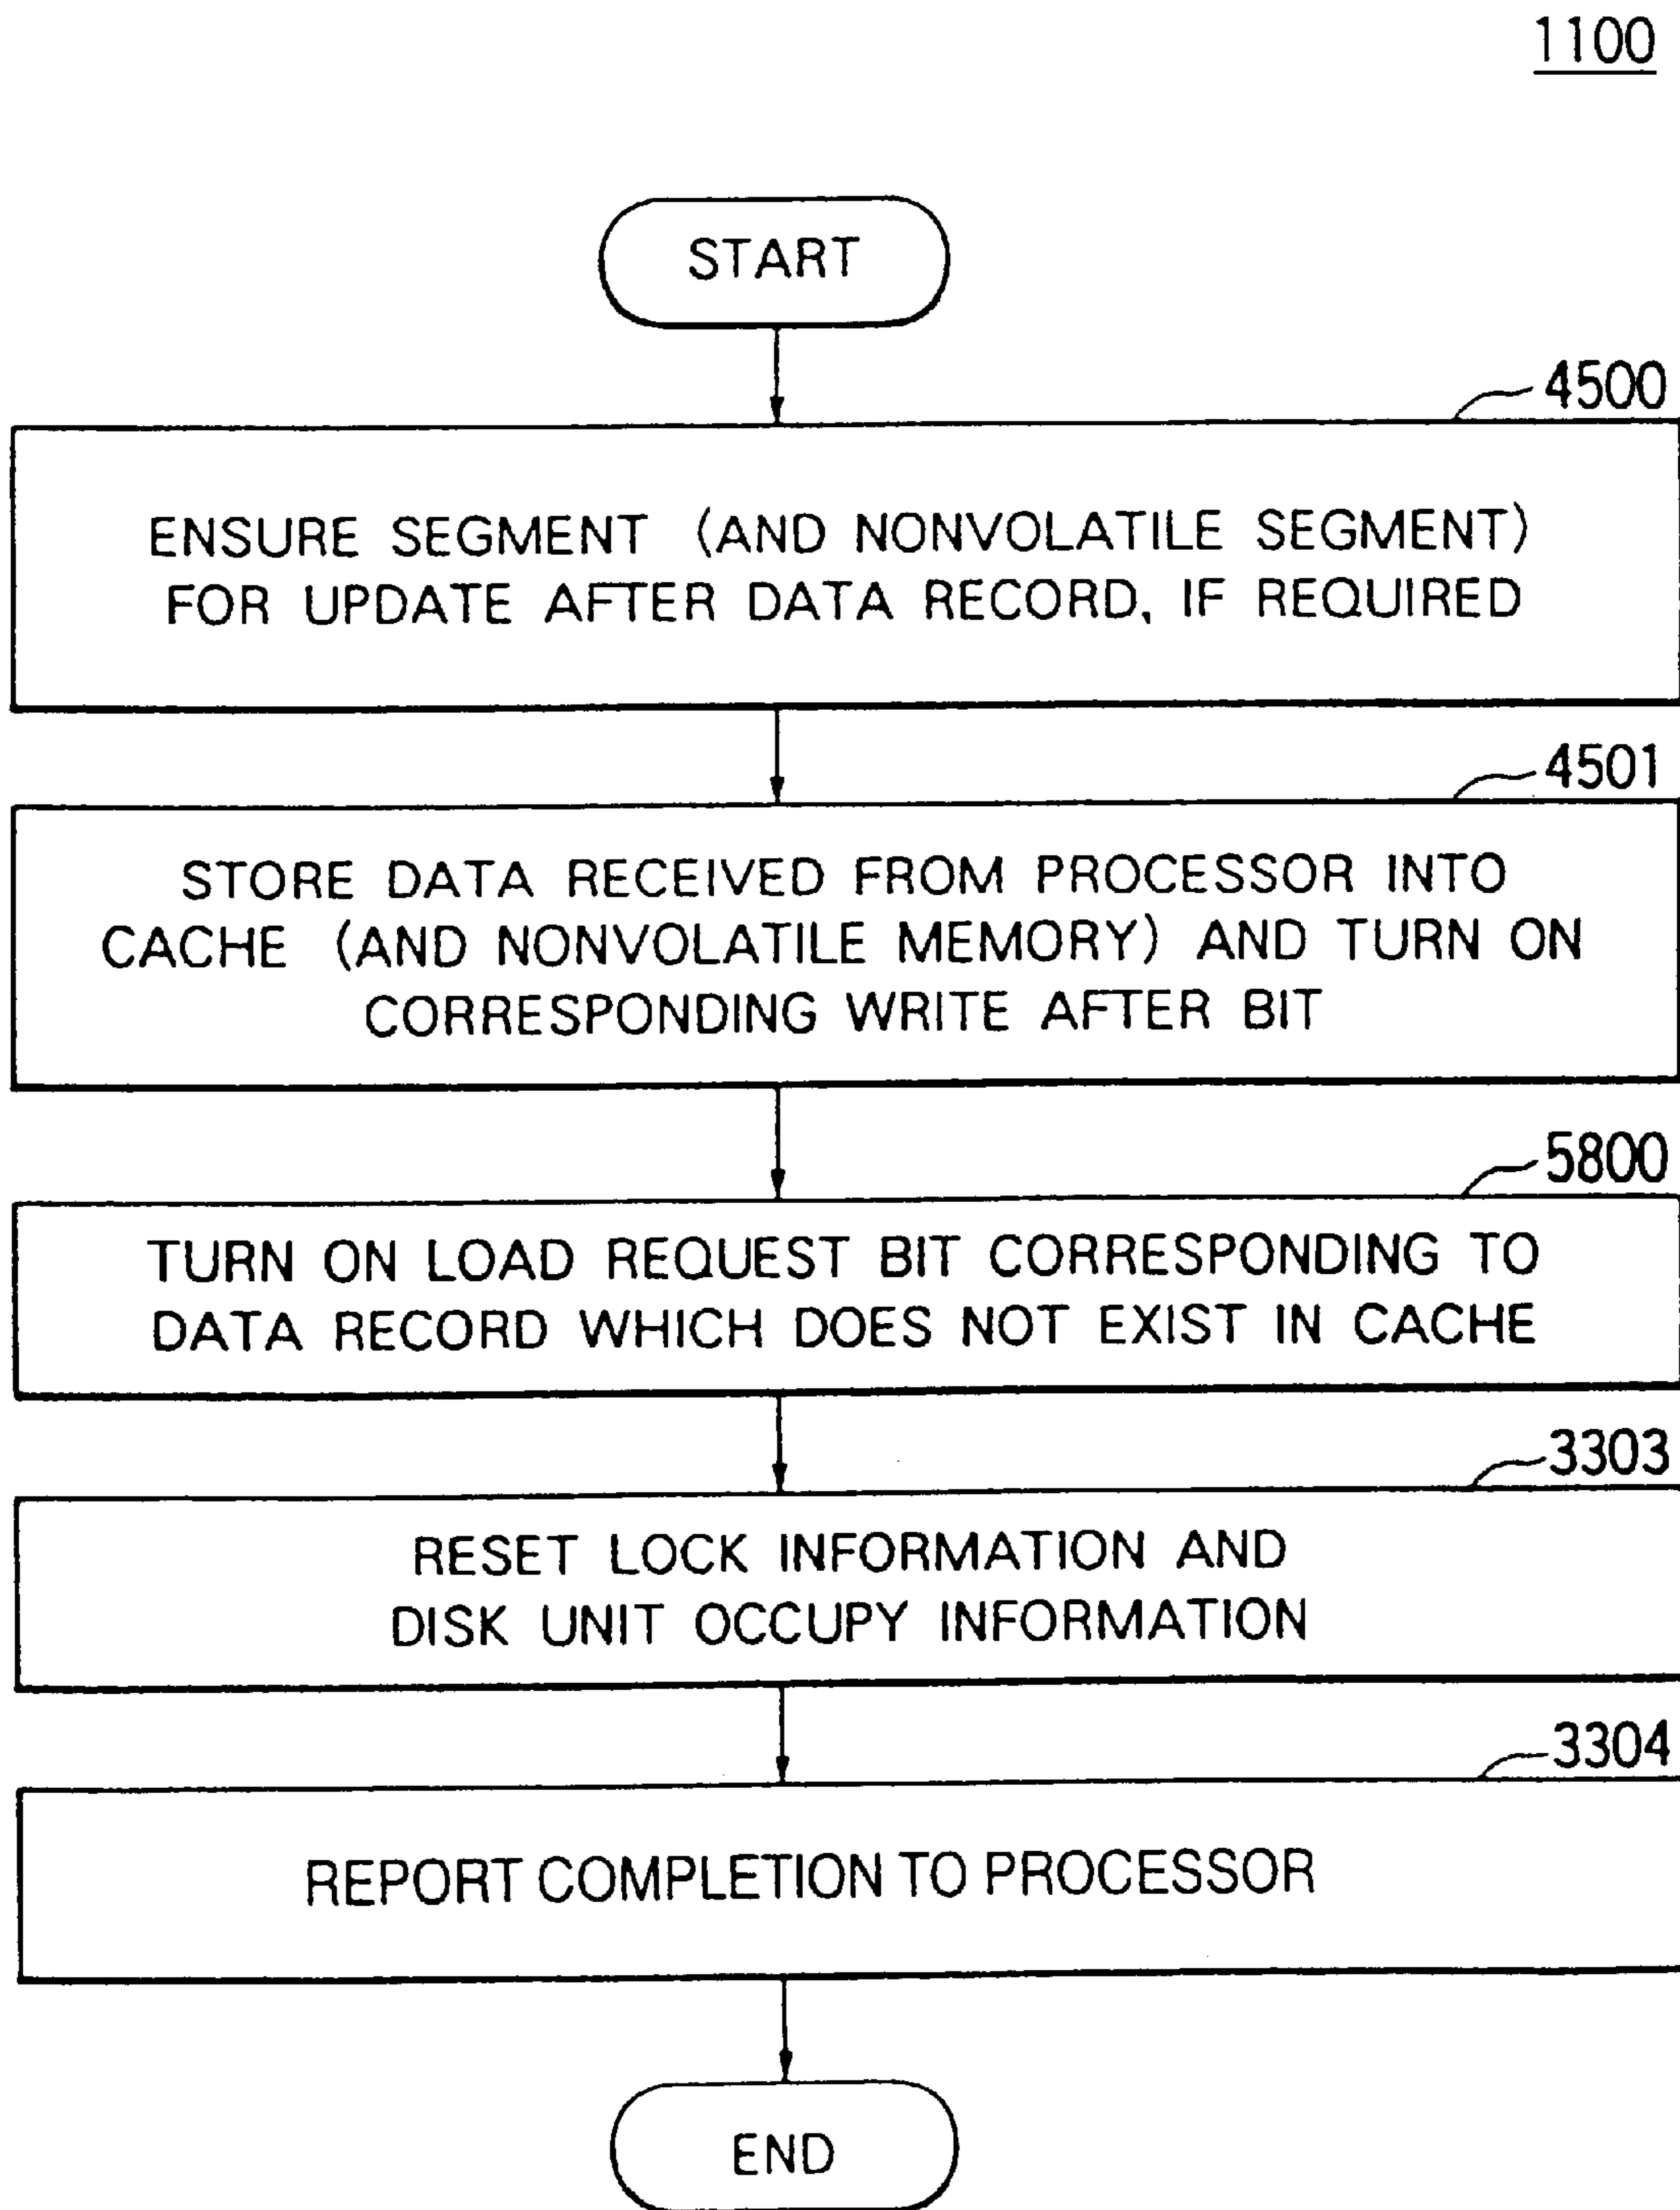 1100
START
4500
ENSURE SEGMENT (AND NONVOLATILE SEGMENT)
FOR UPDATE AFTER DATA RECORD, IF REQUIRED
4501
STORE DATA RECEIVED FROM PROCESSOR INTO
CACHE (AND NONVOLATILE MEMORY) AND TURN ON
CORRESPONDING WRITE AFTER BIT
5800
TURN ON LOAD REQUEST BIT CORRESPONDING TO
DATA RECORD WHICH DOES NOT EXIST IN CACHE
3303
RESET LOCK INFORMATION AND
DISK UNIT OCCUPY INFORMATION
3304
REPORT COMPLETION TO PROCESSOR
END